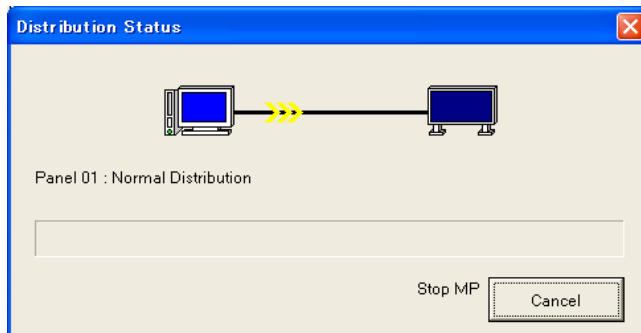 Distribution Status
Panel 01 : Normal Distribution
Stop MP
Cancel